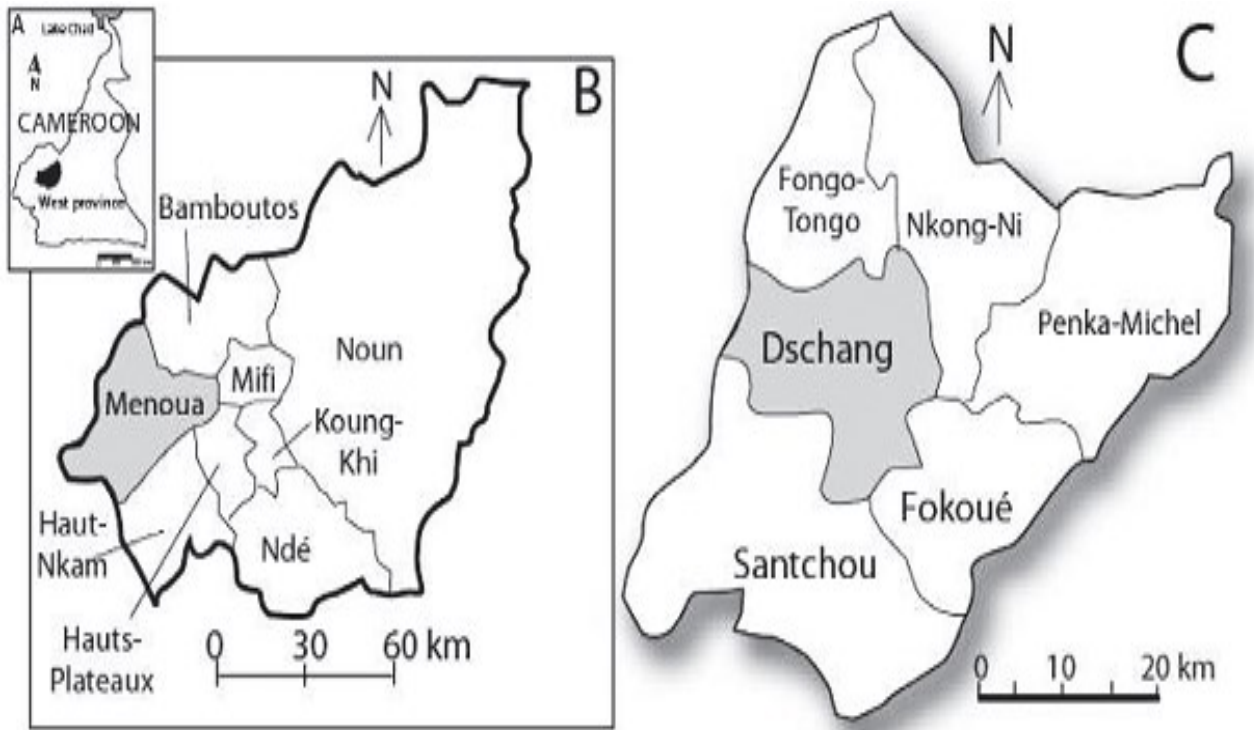 A
Lake Chad
N
CAMEROON
West province
B
N
Bamboutos
Noun
Mifi
Menoua
Koung-
Khi
Haut-
Nkam
Ndé
Hauts-
Plateaux
0 30 60 km
C
N
Fongo-
Tongo
Nkong-Ni
Penka-Michel
Dschang
Fokoué
Santchou
0 10 20 km